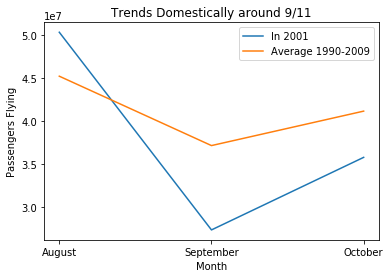 Trends Domestically around 9/11
1e7
In 2001
Average 1990-2009
5.0
4.5
4.0
3.5
3.0
Passengers Flying
August
September
October
Month